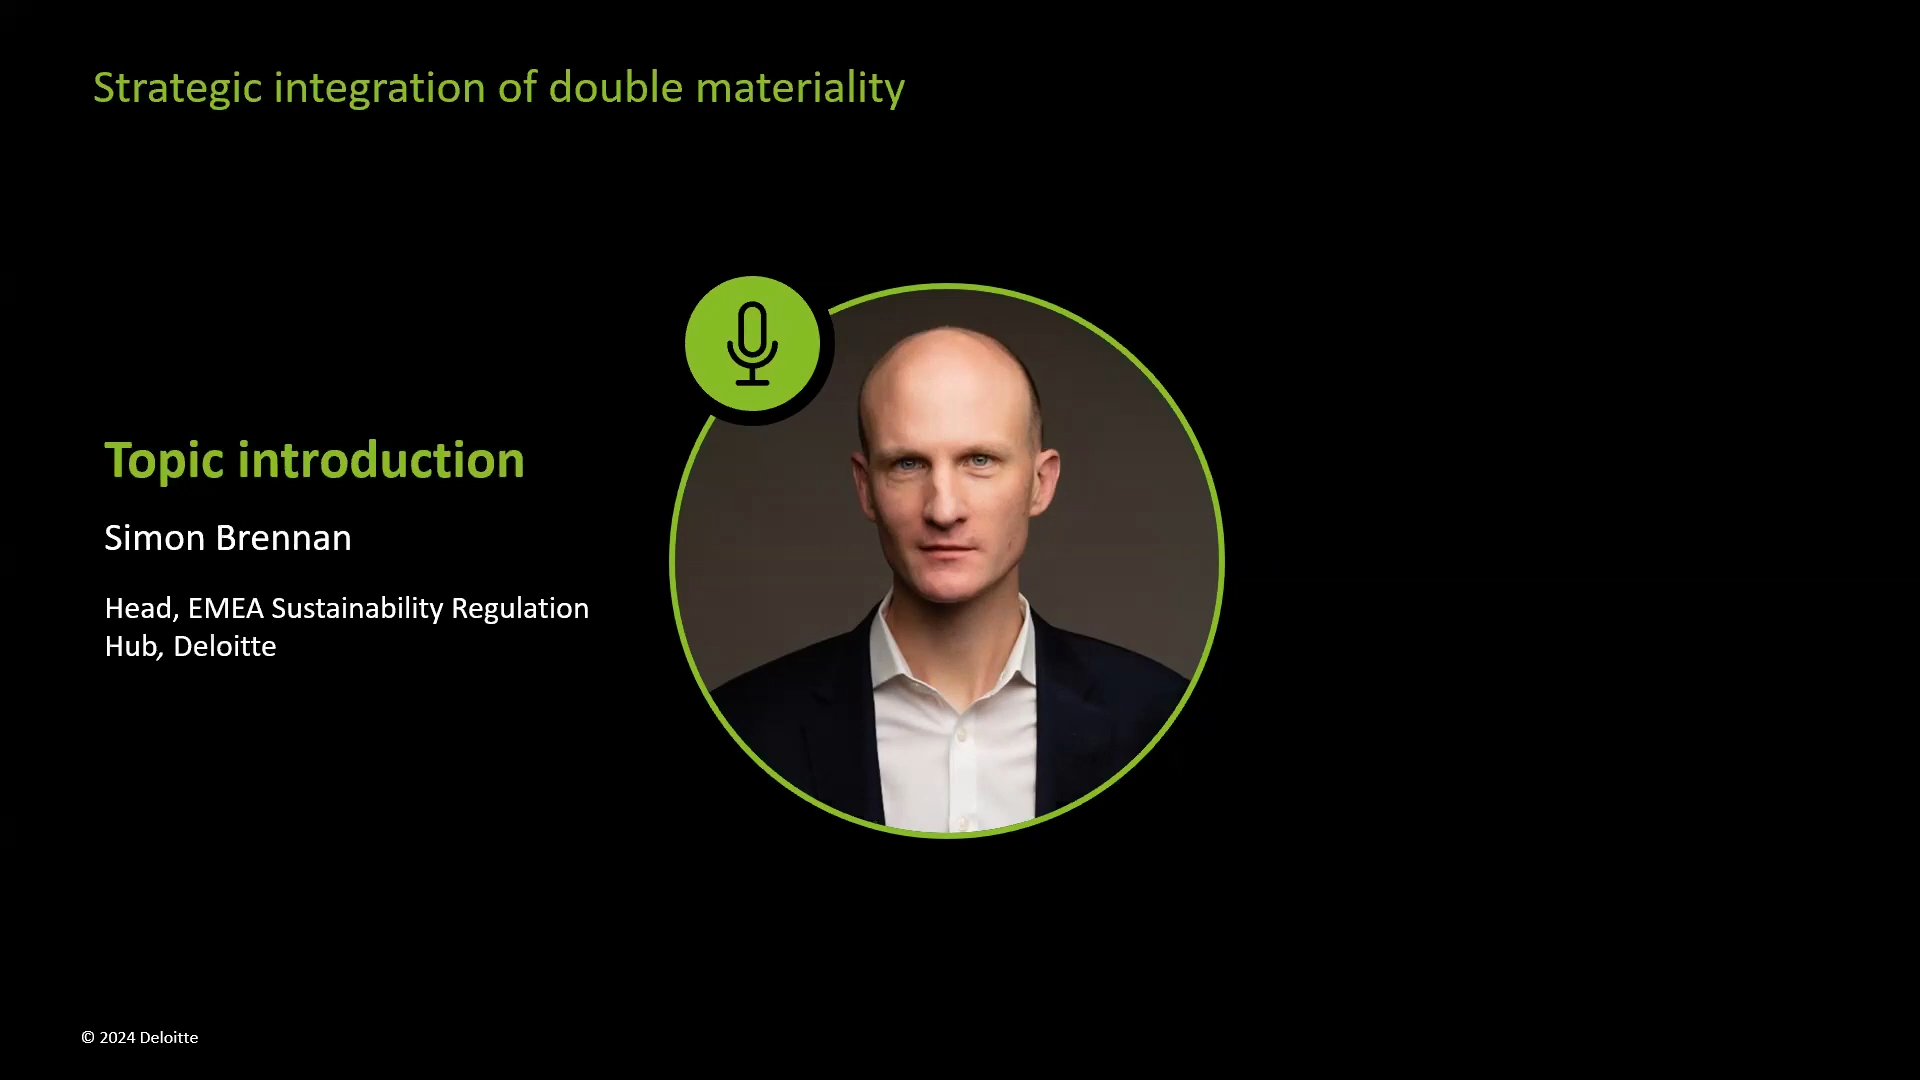 Strategic integration of double materiality
Topic introduction
Simon Brennan
Head, EMEA Sustainability Regulation
Hub, Deloitte
© 2024 Deloitte